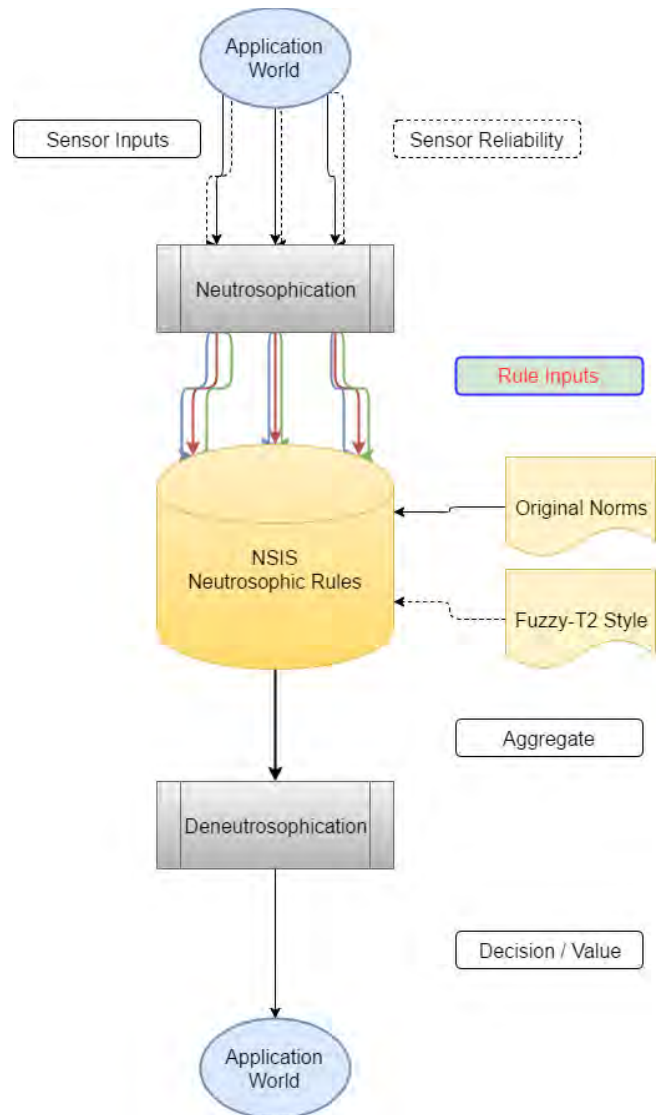 Application
World
Sensor Inputs
Sensor Reliability
Neutrosophication
Rule Inputs
NSIS
Neutrosophic Rules
Original Norms
Fuzzy-T2 Style
Aggregate
Deneutrosophication
Decision / Value
Application
World